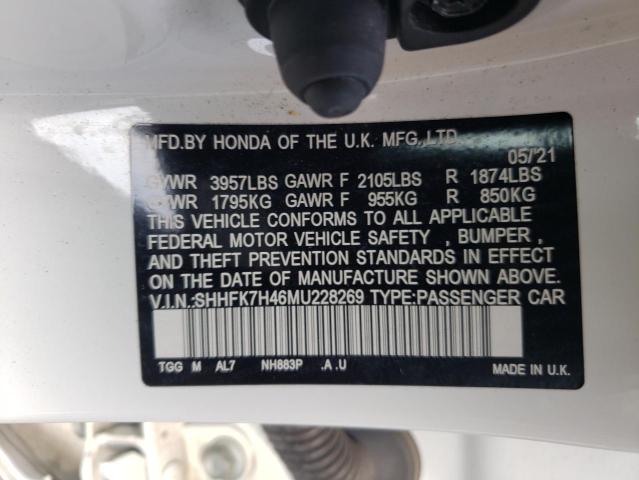 MFD.BY HONDA OF THE U.K. MFG.,LTD. 05/'21
GVWR 3957LBS GAWR F 2105LBS R 1874LBS
GVWR 1795KG GAWR F 955KG R 850KG
THIS VEHICLE CONFORMS TO ALL APPLICABLE
FEDERAL MOTOR VEHICLE SAFETY , BUMPER ,
AND THEFT PREVENTION STANDARDS IN EFFECT
ON THE DATE OF MANUFACTURE SHOWN ABOVE.
V.I.N.:SHHFK7H46MU228269 TYPE:PASSENGER CAR
TGG M AL7 NH883P .A .U MADE IN U.K.